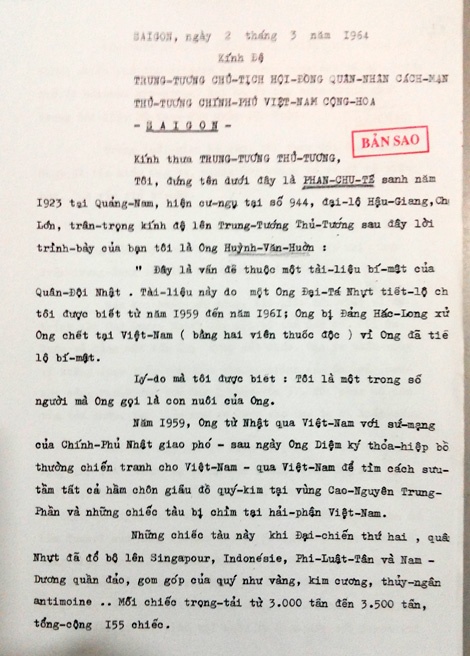 SAIGON, ngày 2 tháng 3 năm 1964
Kính Đệ
TRUNG-TƯƠNG CHỦ-TỊCH HỘI-ĐỒNG QUÂN-NHÂN CÁCH-MẠN
THỦ-TƯƠNG CHÍNH-PHỦ VIỆT-NAM CỘNG-HOA
- SAIGON -
BẢN SAO
Kính thưa TRUNG-TƯƠNG THỦ-TƯƠNG,
Tôi, đứng tên dưới đây là PHAN-CHU-TẾ sanh năm
I923 tại Quảng-Nam, hiện cư-ngụ tại số 944, đại-lộ Hậu-Giang, Ch
Lớn, trân-trọng kính đệ lên Trung-Tướng Thủ-Tướng sau đây lời
trình-bày của bạn tôi là Ông Huỳnh-Văn-Huờn :
" Đây là vấn đề thuộc một tài-liệu bí-mật của
Quân-Đội Nhật . Tài-liệu này do một Ông Đại-Tá Nhựt tiết-lộ ch
tôi được biết từ năm I959 đến năm I96I; Ông bị Đảng Hắc-Long xử
Ông chết tại Việt-Nam ( bằng hai viên thuốc độc ) vì Ông đã tiế
lộ bí-mật.
Lý-do mà tôi được biết : Tôi là một trong số
người mà Ông gọi là con nuôi của Ông.
Năm I959, Ông từ Nhật qua Việt-Nam với sứ-mạng
của Chính-Phủ Nhật giao phó - sau ngày Ông Diệm ký thỏa-hiệp bồ
thường chiến tranh cho Việt-Nam - qua Việt-Nam để tìm cách sưu-
tầm tất cả hầm chôn giấu đồ quý-kim tại vùng Cao-Nguyên Trung-
Phần và những chiếc tàu bị chìm tại hải-phận Việt-Nam.
Những chiếc tàu này khi Đại-chiến thứ hai , quâ
Nhựt đã đổ bộ lên Singapour, Indonésie, Phi-Luật-Tân và Nam -
Dương quần đảo, gom góp của quý như vàng, kim cương, thủy-ngân
antimoine .. Mỗi chiếc trọng-tải từ 3.000 tấn đến 3.500 tấn,
tổng-cộng I55 chiếc.